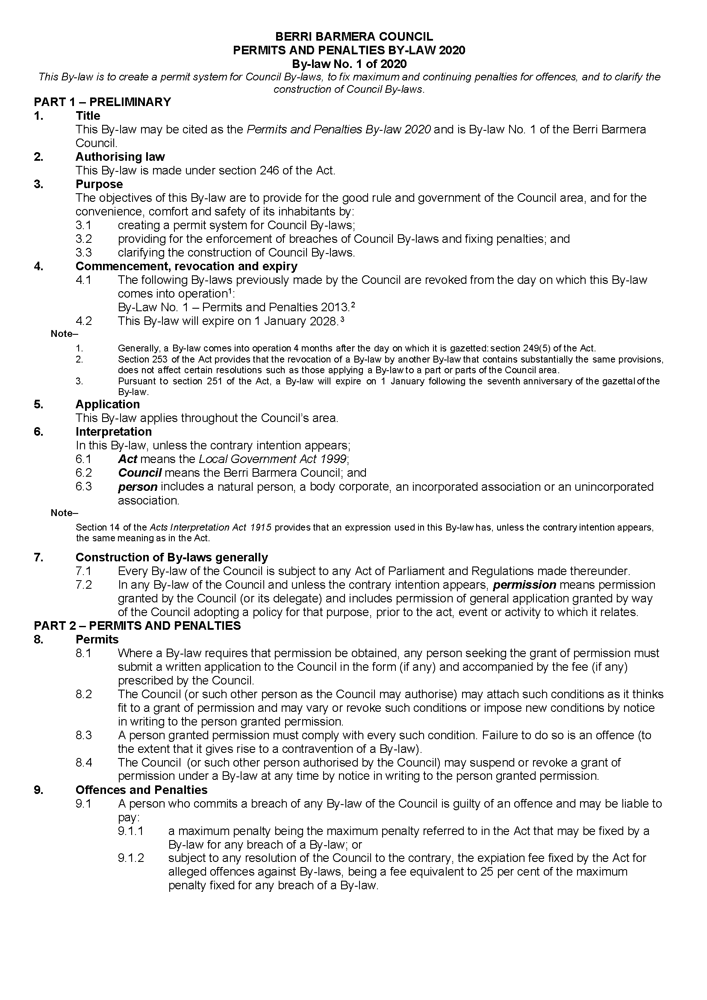 BERRI BARMERA COUNCIL
PERMITS AND PENALTIES BY-LAW 2020
By-law No. 1 of 2020
This By-law is to create a permit system for Council By-laws, to fix maximum and continuing penalties for offences, and to clarify the
construction of Council By-laws.
PART 1 – PRELIMINARY
1. Title
This By-law may be cited as the Permits and Penalties By-law 2020 and is By-law No. 1 of the Berri Barmera
Council.
2. Authorising law
This By-law is made under section 246 of the Act.
3. Purpose
The objectives of this By-law are to provide for the good rule and government of the Council area, and for the
convenience, comfort and safety of its inhabitants by:
3.1 creating a permit system for Council By-laws;
3.2 providing for the enforcement of breaches of Council By-laws and fixing penalties; and
3.3 clarifying the construction of Council By-laws.
4. Commencement, revocation and expiry
4.1 The following By-laws previously made by the Council are revoked from the day on which this By-law
comes into operation¹:
By-Law No. 1 – Permits and Penalties 2013.²
4.2 This By-law will expire on 1 January 2028.³
Note–
1. Generally, a By-law comes into operation 4 months after the day on which it is gazetted: section 249(5) of the Act.
2. Section 253 of the Act provides that the revocation of a By-law by another By-law that contains substantially the same provisions,
does not affect certain resolutions such as those applying a By-law to a part or parts of the Council area.
3. Pursuant to section 251 of the Act, a By-law will expire on 1 January following the seventh anniversary of the gazettal of the
By-law.
5. Application
This By-law applies throughout the Council’s area.
6. Interpretation
In this By-law, unless the contrary intention appears;
6.1 Act means the Local Government Act 1999;
6.2 Council means the Berri Barmera Council; and
6.3 person includes a natural person, a body corporate, an incorporated association or an unincorporated
association.
Note–
Section 14 of the Acts Interpretation Act 1915 provides that an expression used in this By-law has, unless the contrary intention appears,
the same meaning as in the Act.
7. Construction of By-laws generally
7.1 Every By-law of the Council is subject to any Act of Parliament and Regulations made thereunder.
7.2 In any By-law of the Council and unless the contrary intention appears, permission means permission
granted by the Council (or its delegate) and includes permission of general application granted by way
of the Council adopting a policy for that purpose, prior to the act, event or activity to which it relates.
PART 2 – PERMITS AND PENALTIES
8. Permits
8.1 Where a By-law requires that permission be obtained, any person seeking the grant of permission must
submit a written application to the Council in the form (if any) and accompanied by the fee (if any)
prescribed by the Council.
8.2 The Council (or such other person as the Council may authorise) may attach such conditions as it thinks
fit to a grant of permission and may vary or revoke such conditions or impose new conditions by notice
in writing to the person granted permission.
8.3 A person granted permission must comply with every such condition. Failure to do so is an offence (to
the extent that it gives rise to a contravention of a By-law).
8.4 The Council (or such other person authorised by the Council) may suspend or revoke a grant of
permission under a By-law at any time by notice in writing to the person granted permission.
9. Offences and Penalties
9.1 A person who commits a breach of any By-law of the Council is guilty of an offence and may be liable to
pay:
9.1.1 a maximum penalty being the maximum penalty referred to in the Act that may be fixed by a
By-law for any breach of a By-law; or
9.1.2 subject to any resolution of the Council to the contrary, the expiation fee fixed by the Act for
alleged offences against By-laws, being a fee equivalent to 25 per cent of the maximum
penalty fixed for any breach of a By-law.